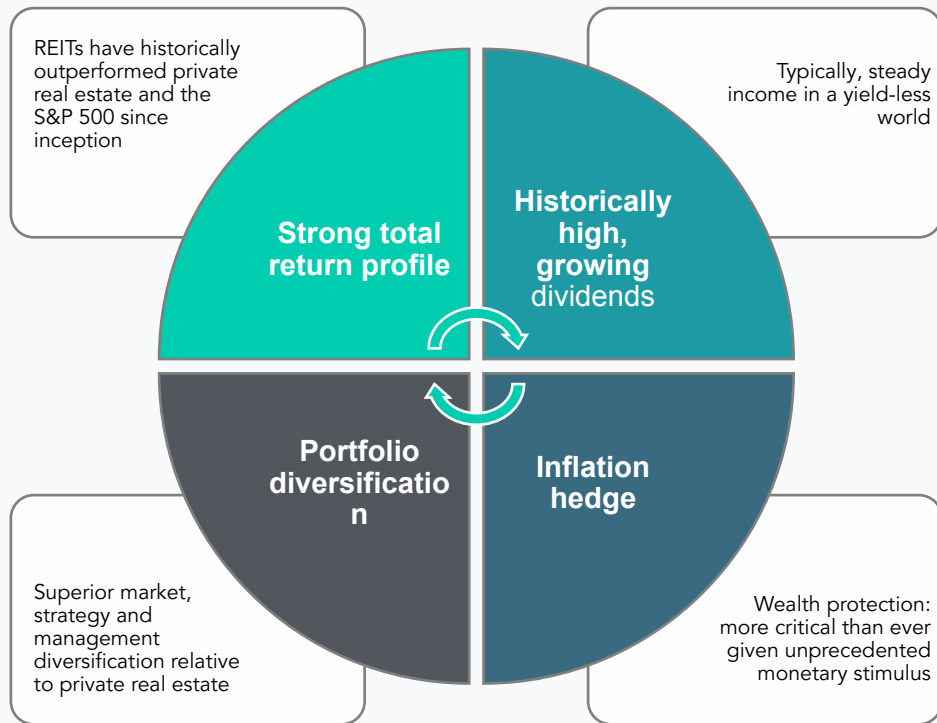 REITs have historically
outperformed private
real estate and the
S&P 500 since
inception
Strong total
return profile
Typically, steady
income in a yield-less
world
Historically
high,
growing
dividends
Portfolio
diversificatio
n
Superior market,
strategy and
management
diversification relative
to private real estate
Inflation
hedge
Wealth protection:
more critical than ever
given unprecedented
monetary stimulus